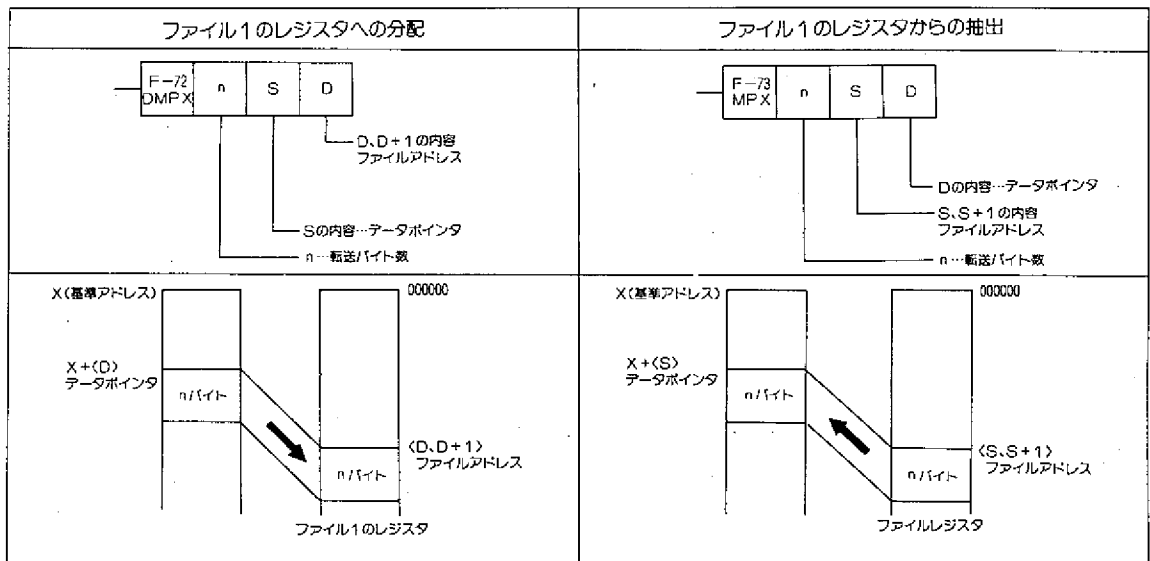 ファイル1のレジスタへの分配
F-72
DMPX
n
S
D
D、D+1の内容
ファイルアドレス
Sの内容…データポインタ
n…転送バイト数
X(基準アドレス)
000000
X+(D)
データポインタ
nバイト
(D、D+1)
ファイルアドレス
nバイト
ファイル1のレジスタ
ファイル1のレジスタからの抽出
F-73
MPX
n
S
D
Dの内容…データポインタ
S、S+1の内容
ファイルアドレス
n…転送バイト数
X(基準アドレス)
000000
X+(S)
データポインタ
nバイト
(S、S+1)
ファイルアドレス
nバイト
ファイルレジスタ